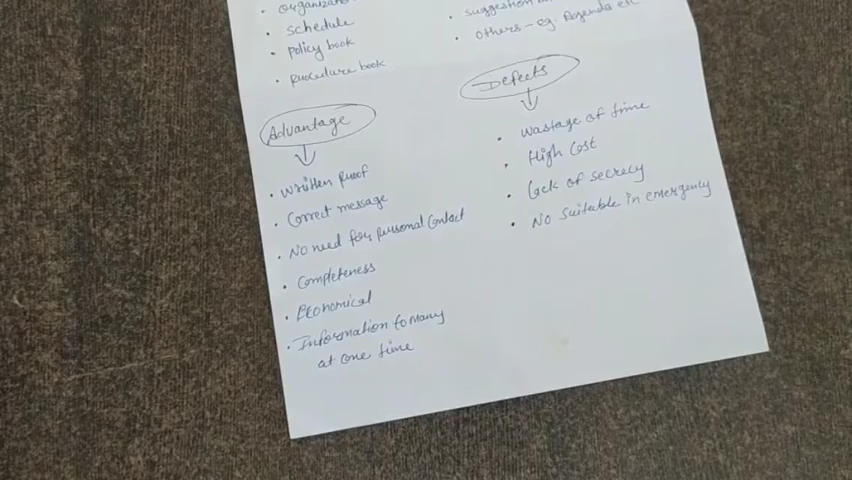 • schedule
• policy book
• procedure book
• suggestion
• others - eg. Agenda etc
Advantage
• written proof
• Correct message
• No need for personal contact
• Completeness
• Economical
• Information to many
at one time
Defects
• wastage of time
• High Cost
• Lack of secrecy
• No suitable in emergency